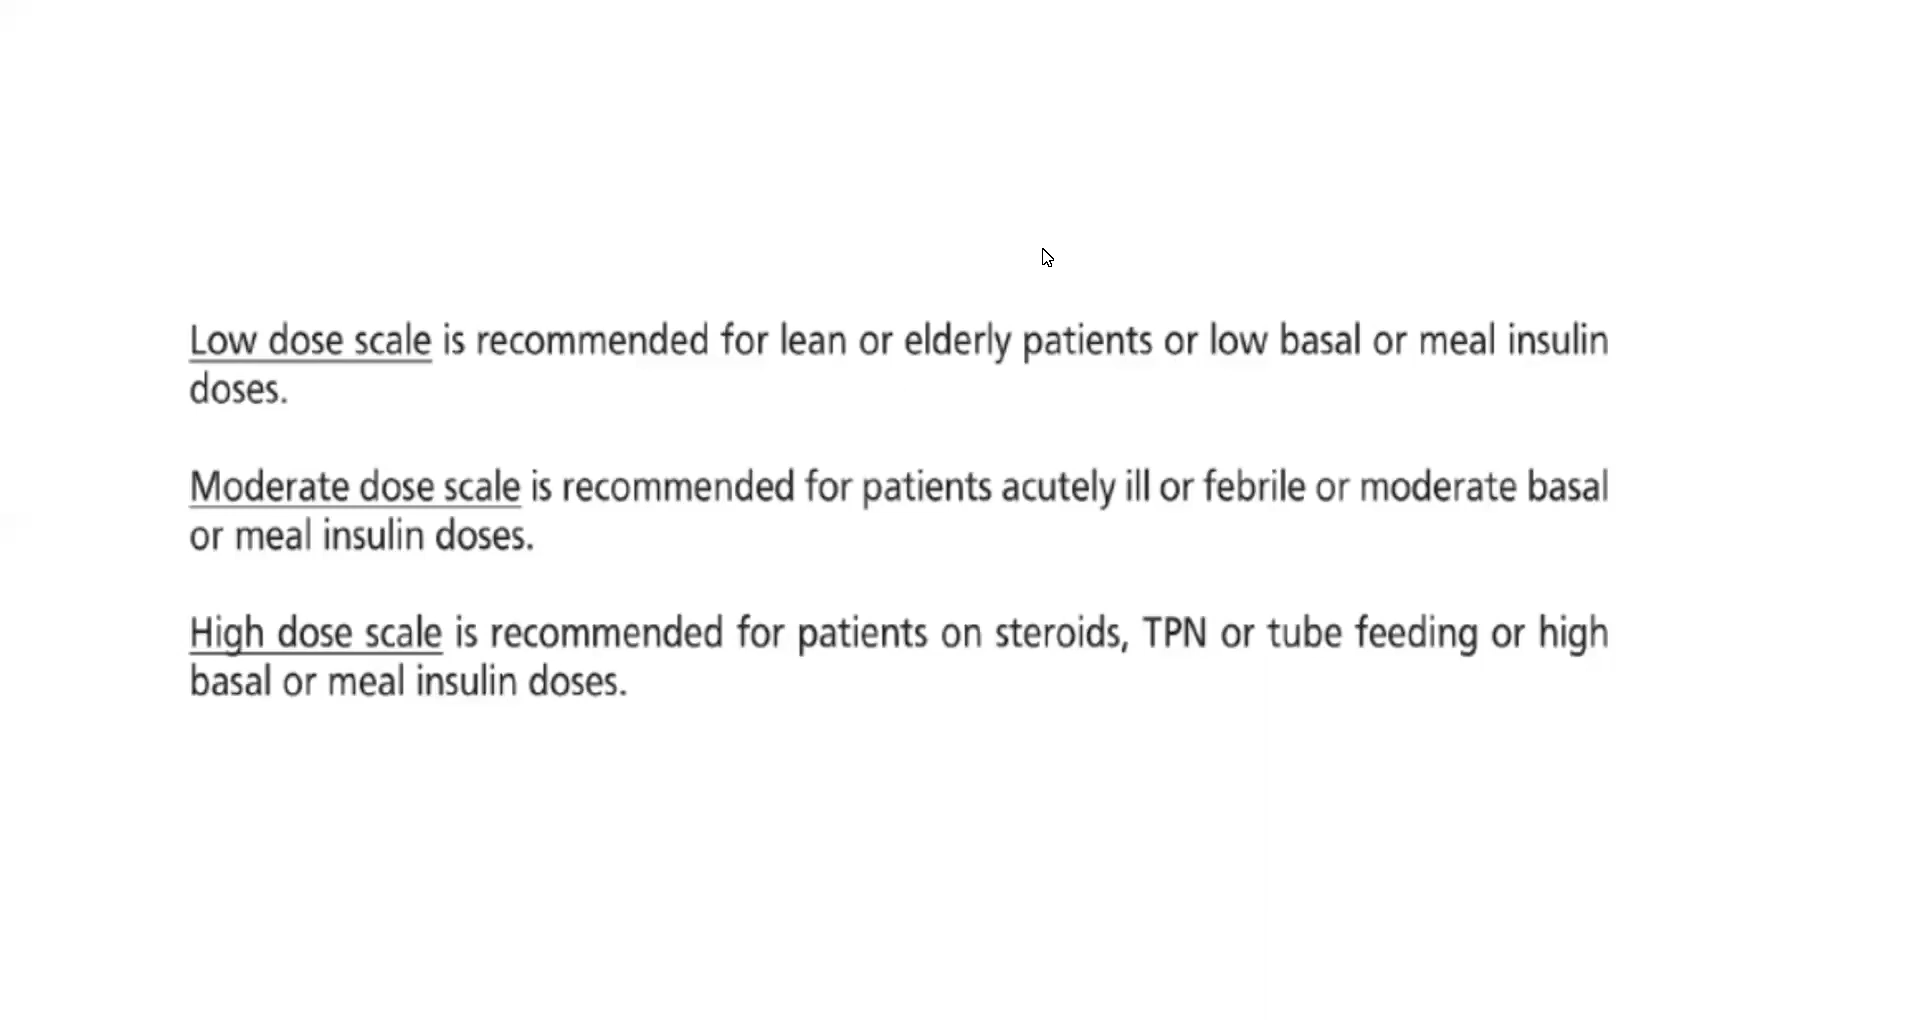 Low dose scale is recommended for lean or elderly patients or low basal or meal insulin
doses.
Moderate dose scale is recommended for patients acutely ill or febrile or moderate basal
or meal insulin doses.
High dose scale is recommended for patients on steroids, TPN or tube feeding or high
basal or meal insulin doses.